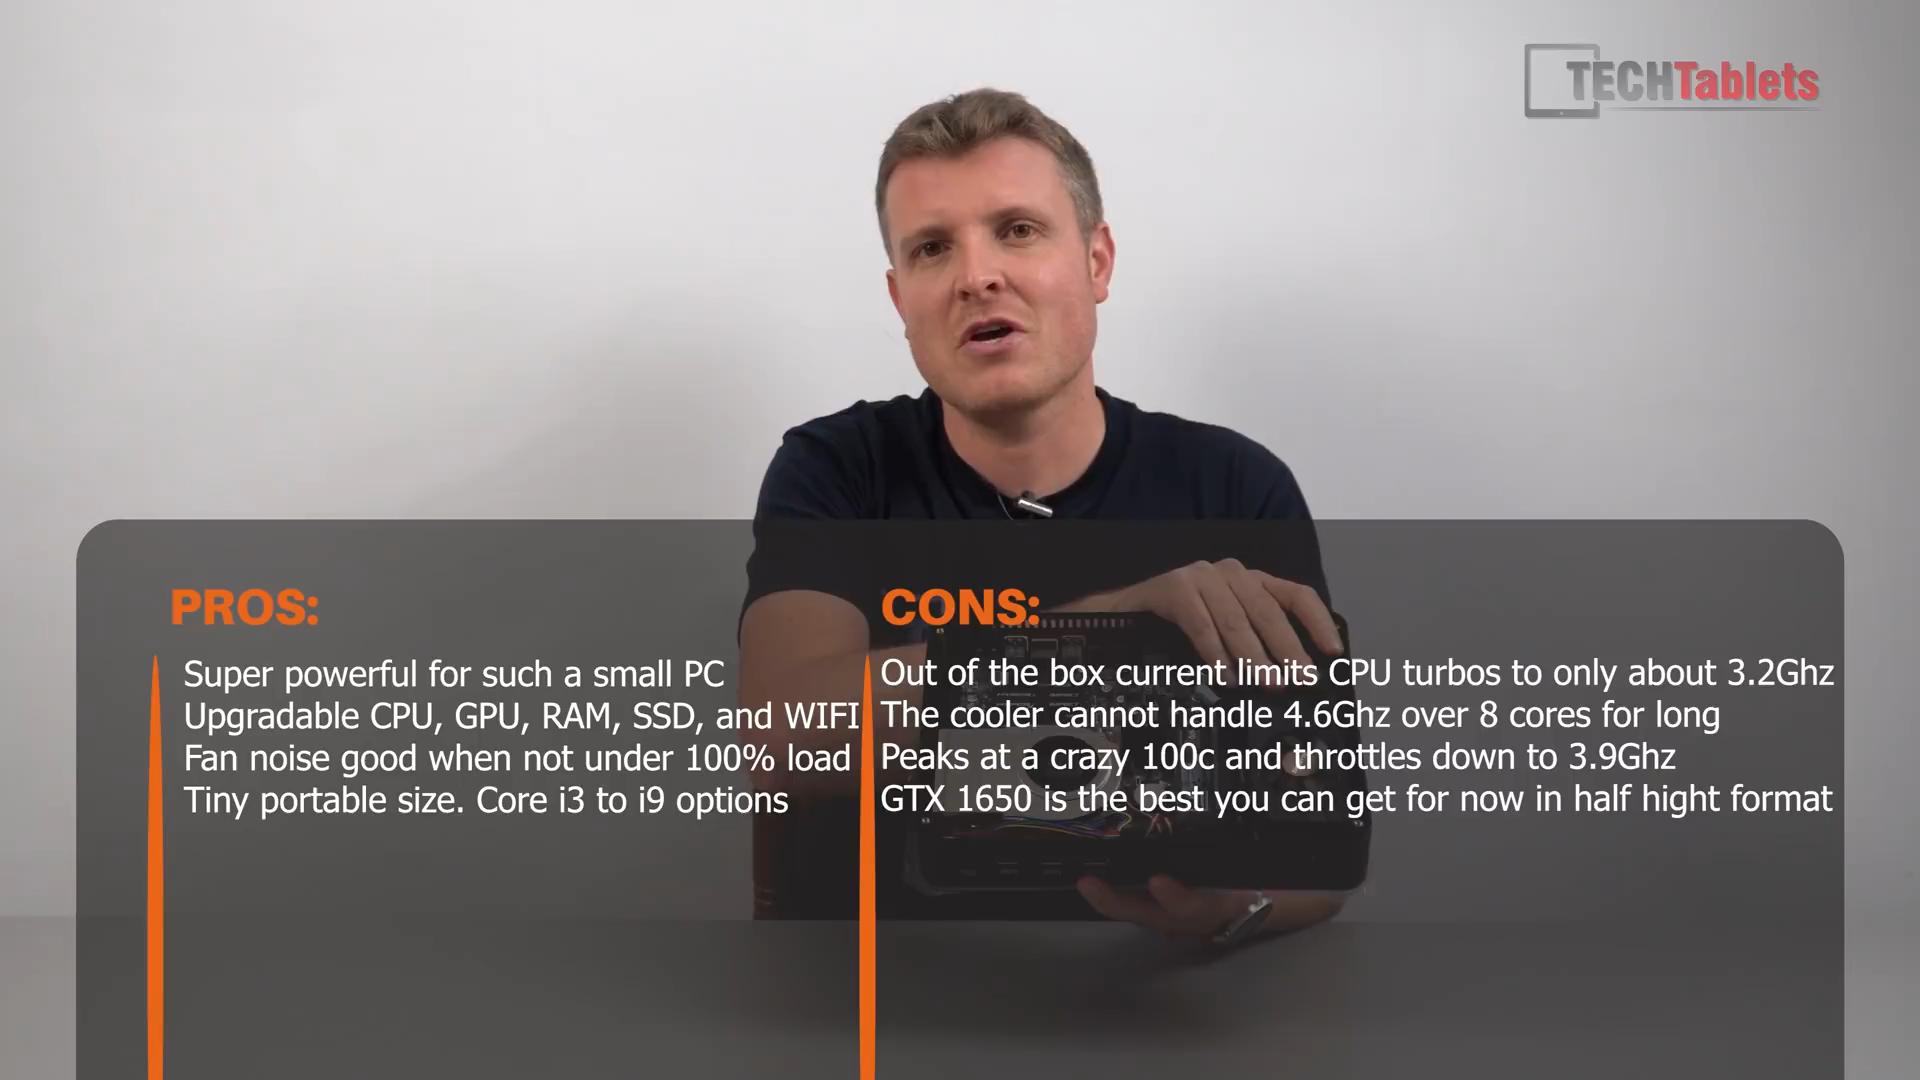 TECHTablets
PROS:
Super powerful for such a small PC
Upgradable CPU, GPU, RAM, SSD, and WIFI
Fan noise good when not under 100% load
Tiny portable size. Core i3 to i9 options
CONS:
Out of the box current limits CPU turbos to only about 3.2Ghz
The cooler cannot handle 4.6Ghz over 8 cores for long
Peaks at a crazy 100c and throttles down to 3.9Ghz
GTX 1650 is the best you can get for now in half hight format